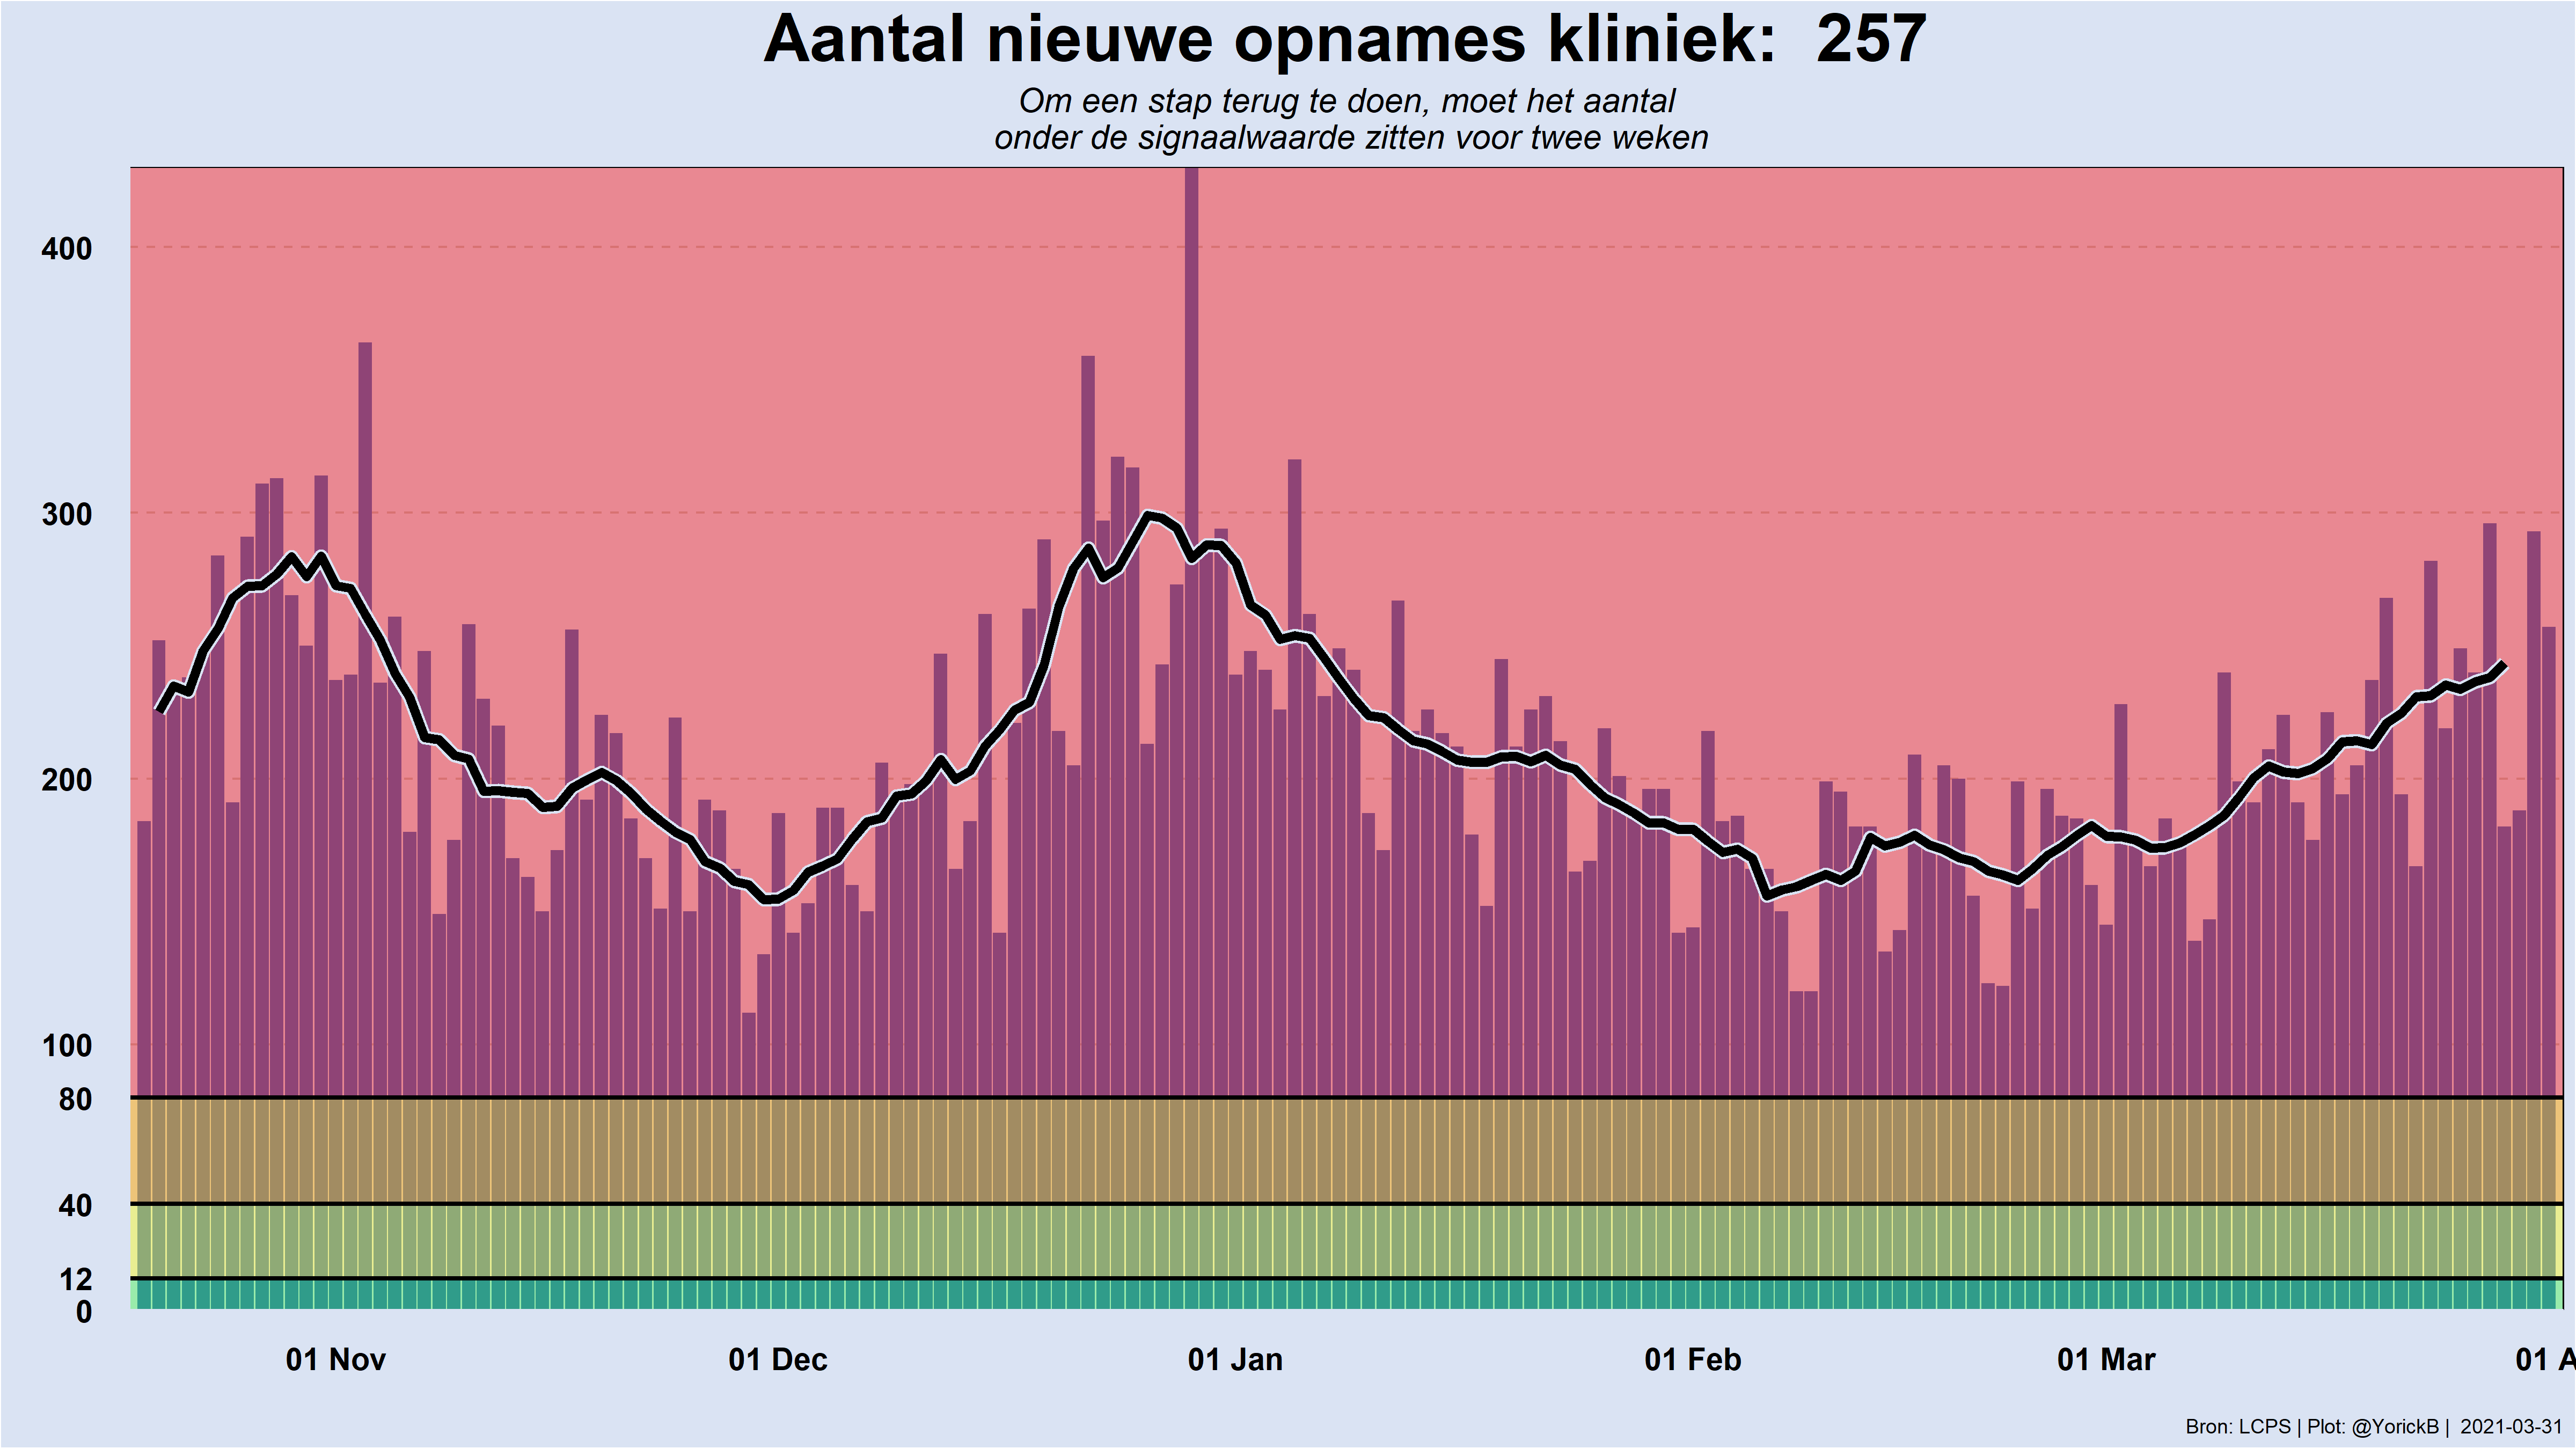 Aantal nieuwe opnames kliniek:  257
Om een stap terug te doen, moet het aantal
onder de signaalwaarde zitten voor twee weken
400
300
200
100
80
40
12
0
01 Nov
01 Dec
01 Jan
01 Feb
01 Mar
01 A
Bron: LCPS | Plot: @YorickB |  2021-03-31